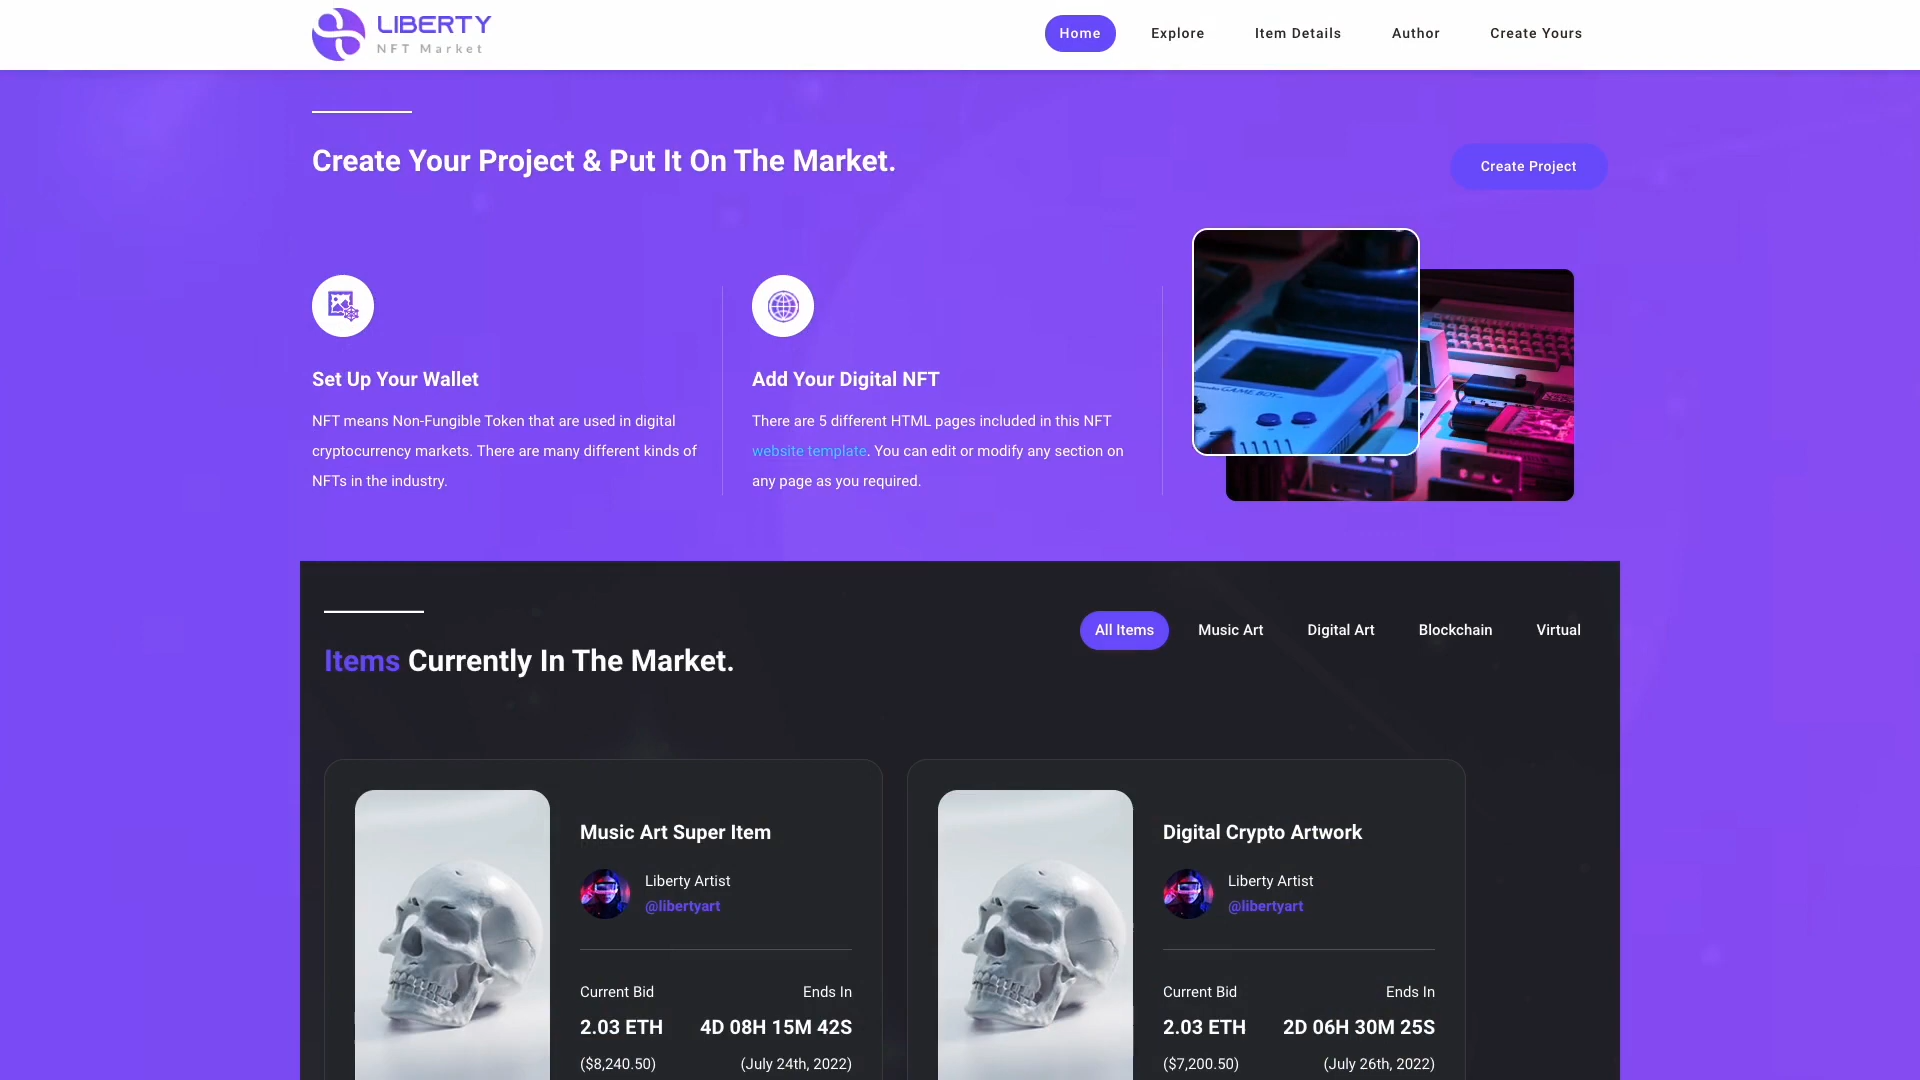 LIBERTY
NFT Market
Home
Explore
Item Details
Author
Create Yours
Create Your Project & Put It On The Market.
Create Project
Set Up Your Wallet
NFT means Non-Fungible Token that are used in digital
cryptocurrency markets. There are many different kinds of
NFTs in the industry.
Add Your Digital NFT
There are 5 different HTML pages included in this NFT
website template. You can edit or modify any section on
any page as you required.
GAME BOY
Items Currently In The Market.
All Items
Music Art
Digital Art
Blockchain
Virtual
Music Art Super Item
Liberty Artist
@libertyart
Current Bid
Ends In
2.03 ETH
4D 08H 15M 42S
($8,240.50)
(July 24th, 2022)
Digital Crypto Artwork
Liberty Artist
@libertyart
Current Bid
Ends In
2.03 ETH
2D 06H 30M 25S
($7,200.50)
(July 26th, 2022)